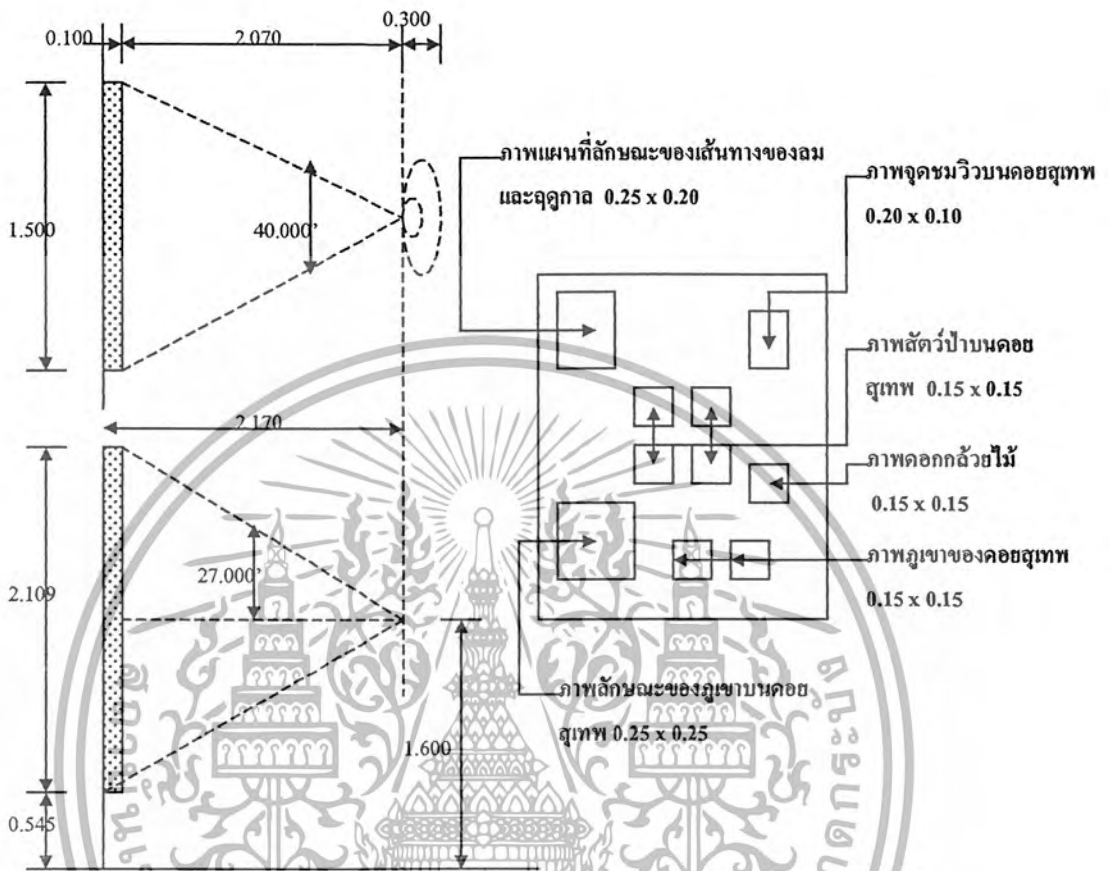 0.300
0.100
2.070
1.500
40.000'
ภาพแผนที่ลักษณะของเส้นทางของลม
และฤดูกาล 0.25 x 0.20
ภาพจุดชมวิวบนดอยสุเทพ
0.20 x 0.10
ภาพสัตว์ป่าบนดอย
สุเทพ 0.15 x 0.15
2.170
ภาพดอกกล้วยไม้
0.15 x 0.15
27.000'
2.109
ภาพภูเขาของดอยสุเทพ
0.15 x 0.15
ภาพลักษณะของภูเขาบนดอย
สุเทพ 0.25 x 0.25
1.600
0.545